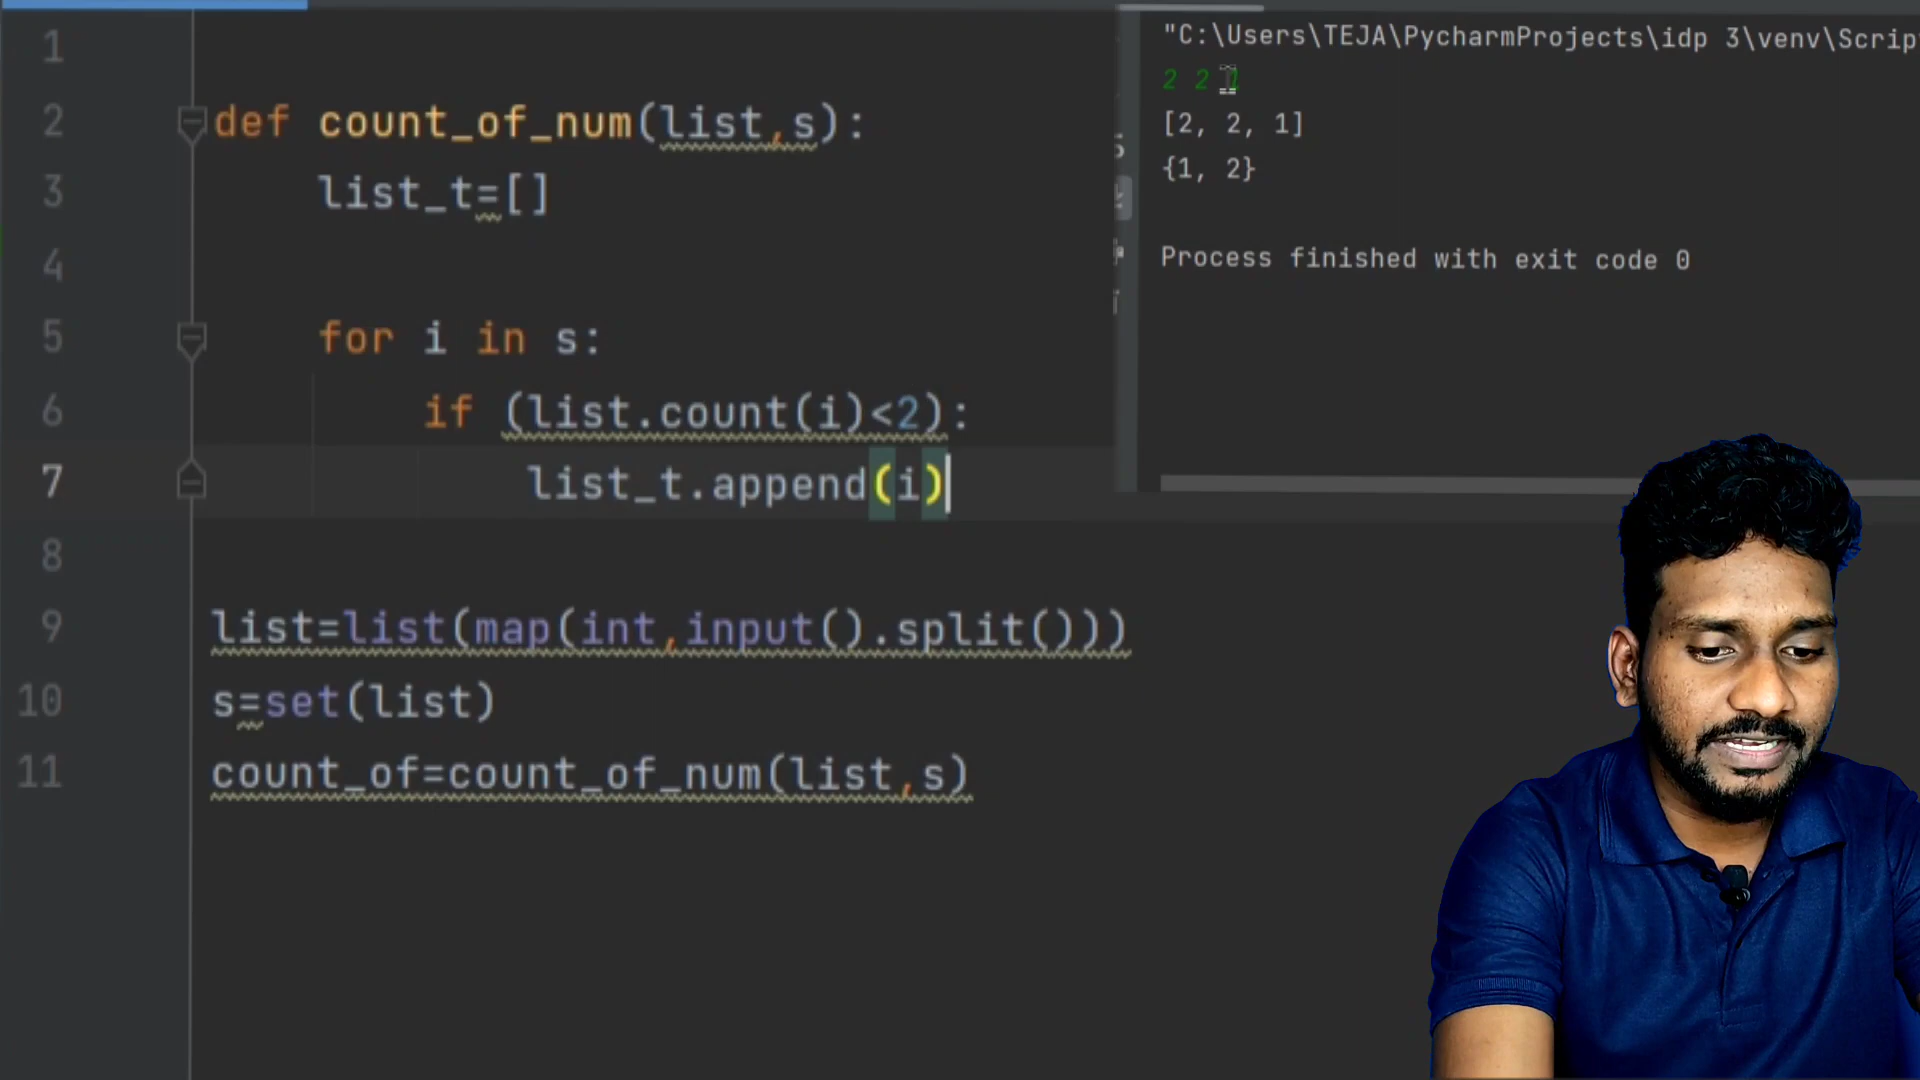 1
2 def count_of_num(list,s):
3 list_t=[]
4
5 for i in s:
6 if (list.count(i)<2):
7 list_t.append(i)
8
9 list=list(map(int,input().split()))
10 s=set(list)
11 count_of=count_of_num(list,s)
"C:\Users\TEJA\PycharmProjects\idp 3\venv\Scrip
2 2
[2, 2, 1]
{1, 2}
Process finished with exit code 0